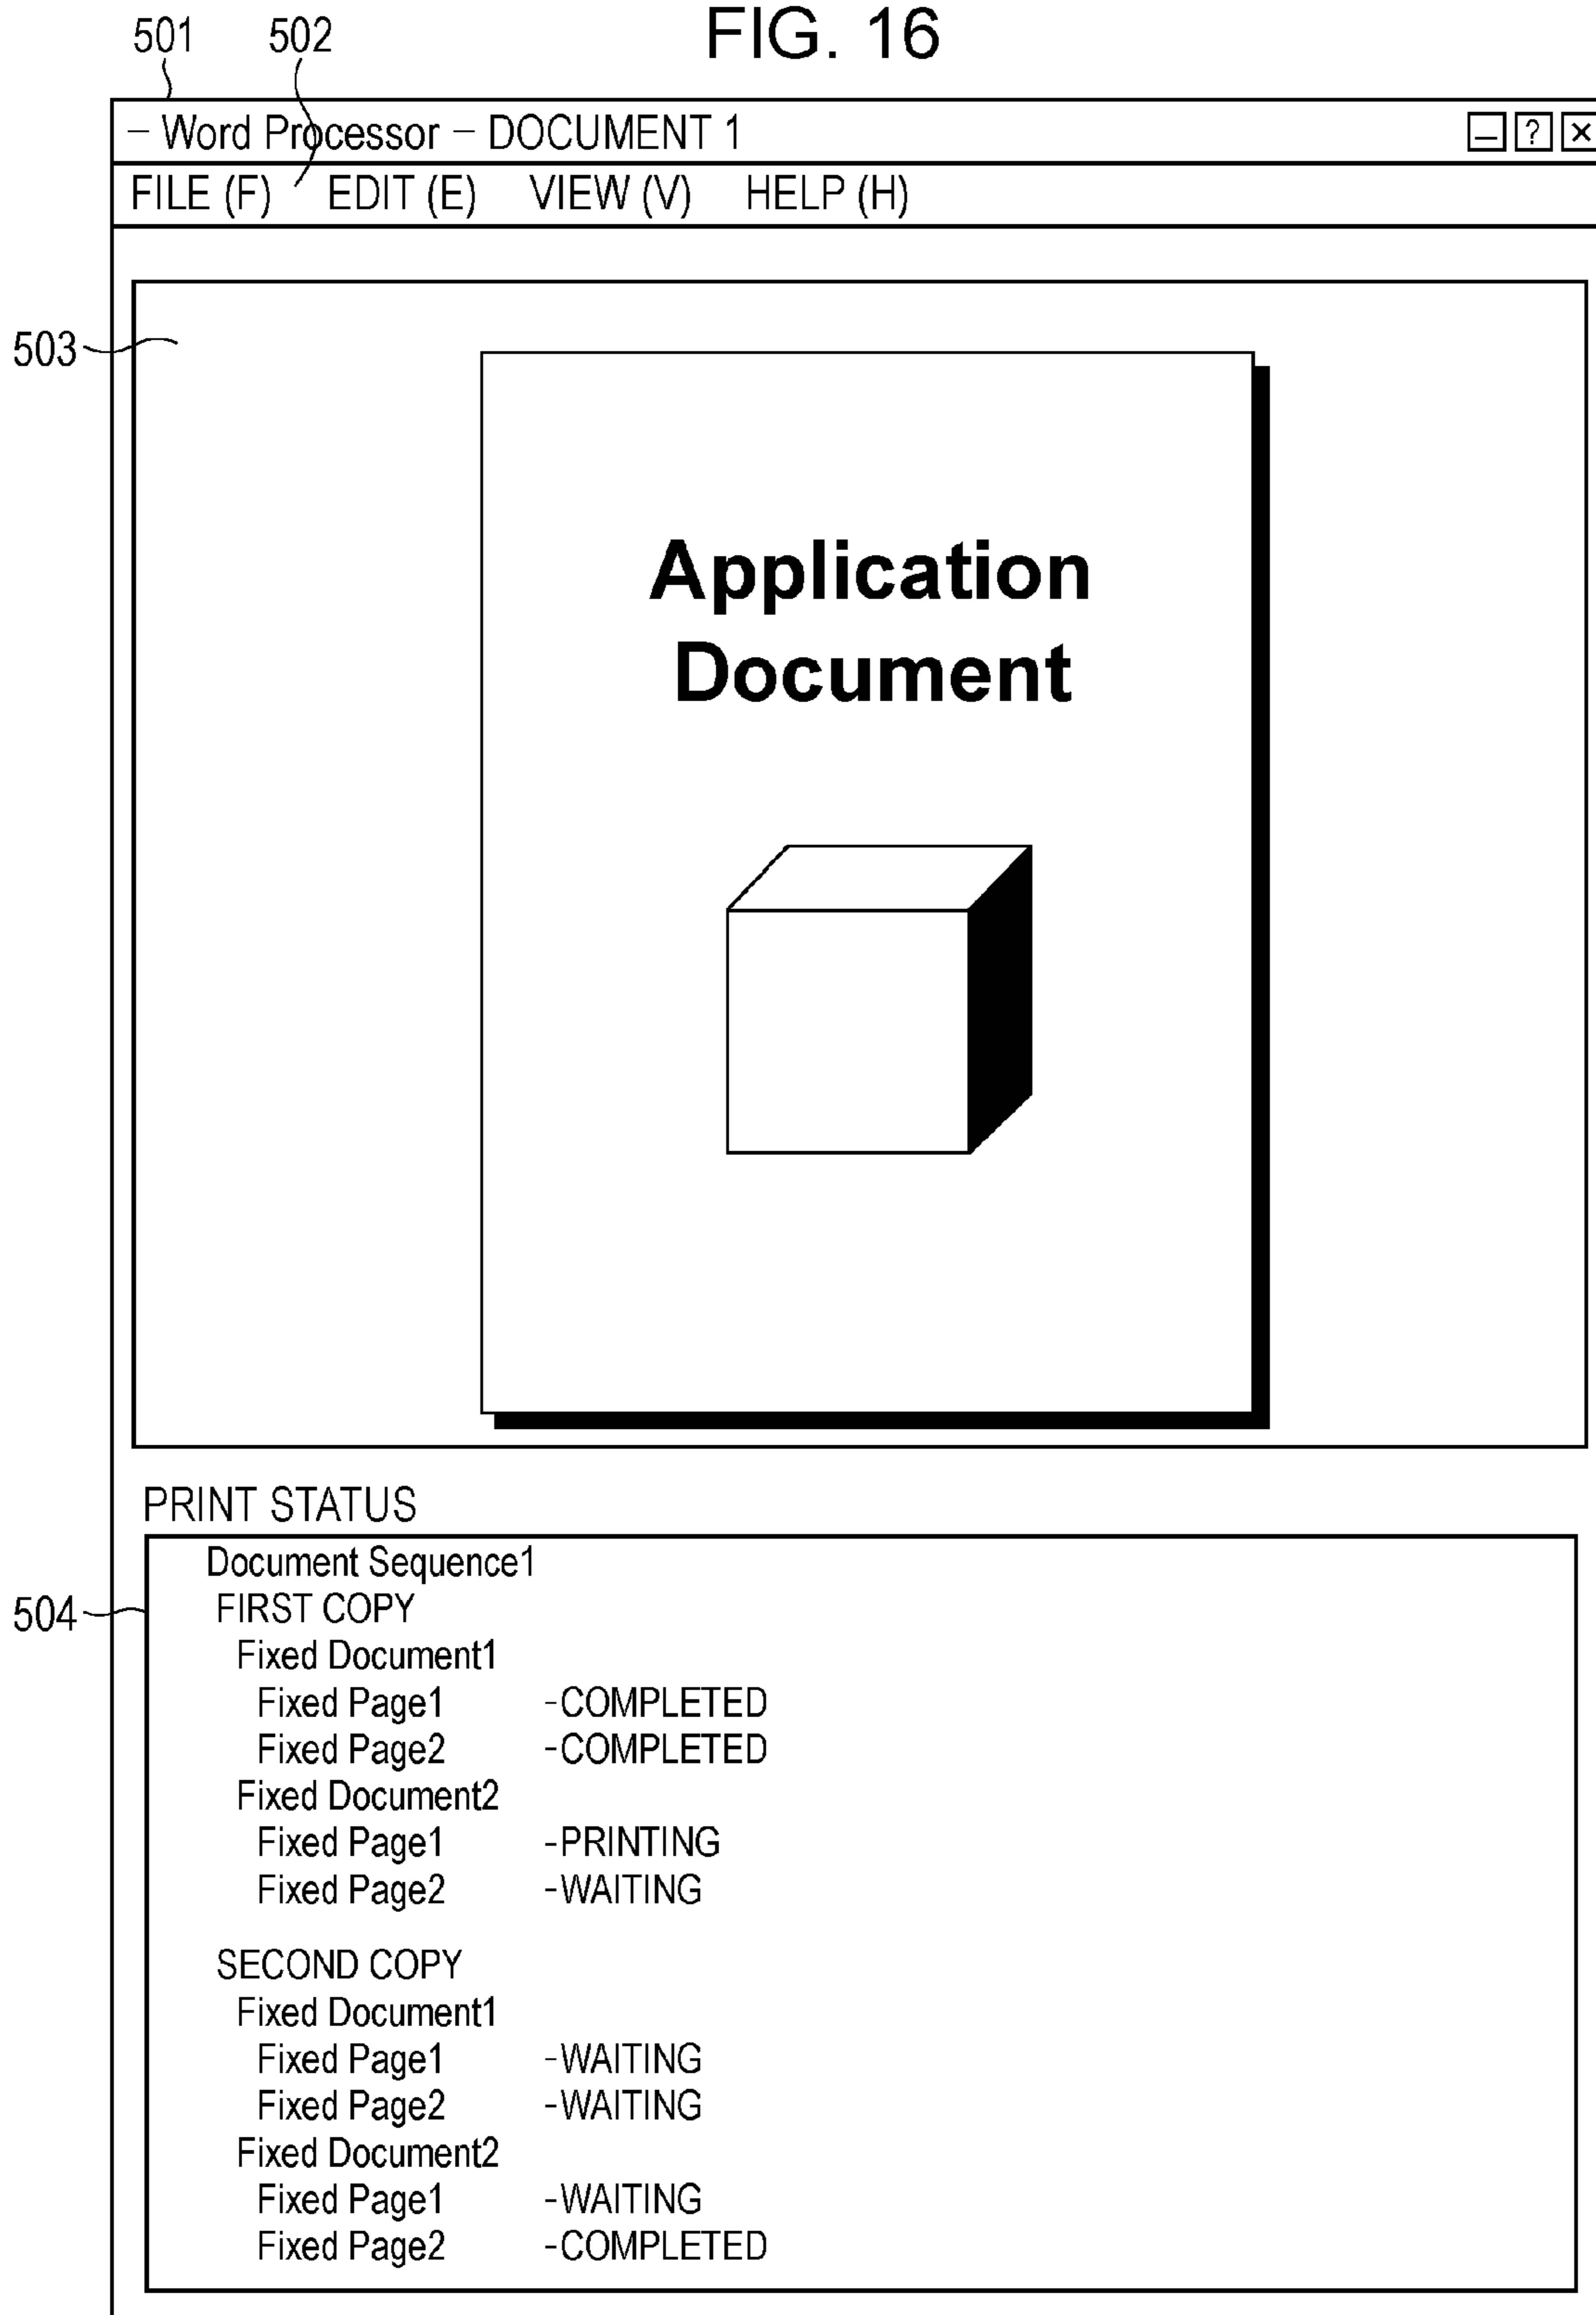 FIG. 16
501 502
– Word Processor – DOCUMENT 1 _ ? ×
FILE (F) EDIT (E) VIEW (V) HELP (H)
503
Application
Document
PRINT STATUS
504
Document Sequence1
FIRST COPY
Fixed Document1
Fixed Page1 -COMPLETED
Fixed Page2 -COMPLETED
Fixed Document2
Fixed Page1 -PRINTING
Fixed Page2 -WAITING
SECOND COPY
Fixed Document1
Fixed Page1 -WAITING
Fixed Page2 -WAITING
Fixed Document2
Fixed Page1 -WAITING
Fixed Page2 -COMPLETED